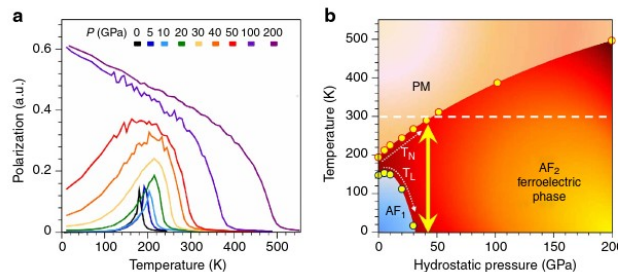 a
P (GPa) 0 5 10 20 30 40 50 100 200
0.6
0.4
0.2
0
Polarization (a.u.)
0 100 200 300 400 500
Temperature (K)
b
500
400
300
200
100
0
Temperature (K)
PM
T_N
T_L
AF_1
AF_2
ferroelectric
phase
0 50 100 150 200
Hydrostatic pressure (GPa)